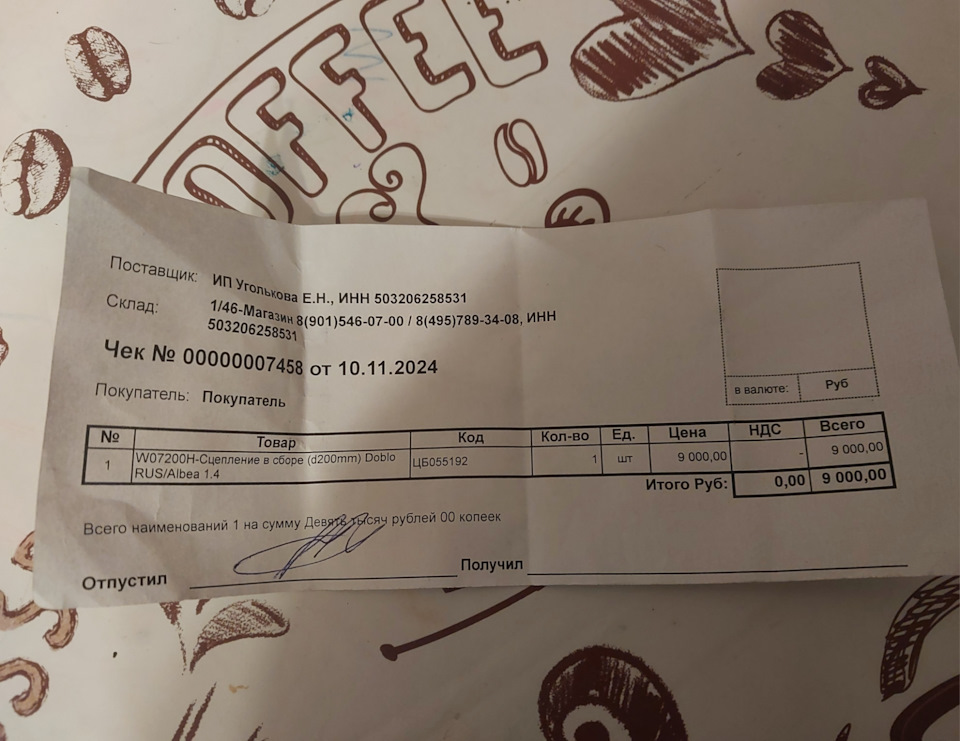 OFFEE
Поставщик: ИП Уголькова Е.Н., ИНН 503206258531
Склад: 1/46-Магазин 8(901)546-07-00 / 8(495)789-34-08, ИНН
503206258531
Чек № 00000007458 от 10.11.2024
в валюте: Руб
Покупатель: Покупатель
№ Товар Код Кол-во Ед. Цена НДС Всего
1 W07200H-Сцепление в сборе (d200mm) Doblo ЦБ055192 1 шт 9 000,00 - 9 000,00
RUS/Albea 1.4
Итого Руб: 0,00 9 000,00
Всего наименований 1 на сумму Девять тысяч рублей 00 копеек
Отпустил Получил